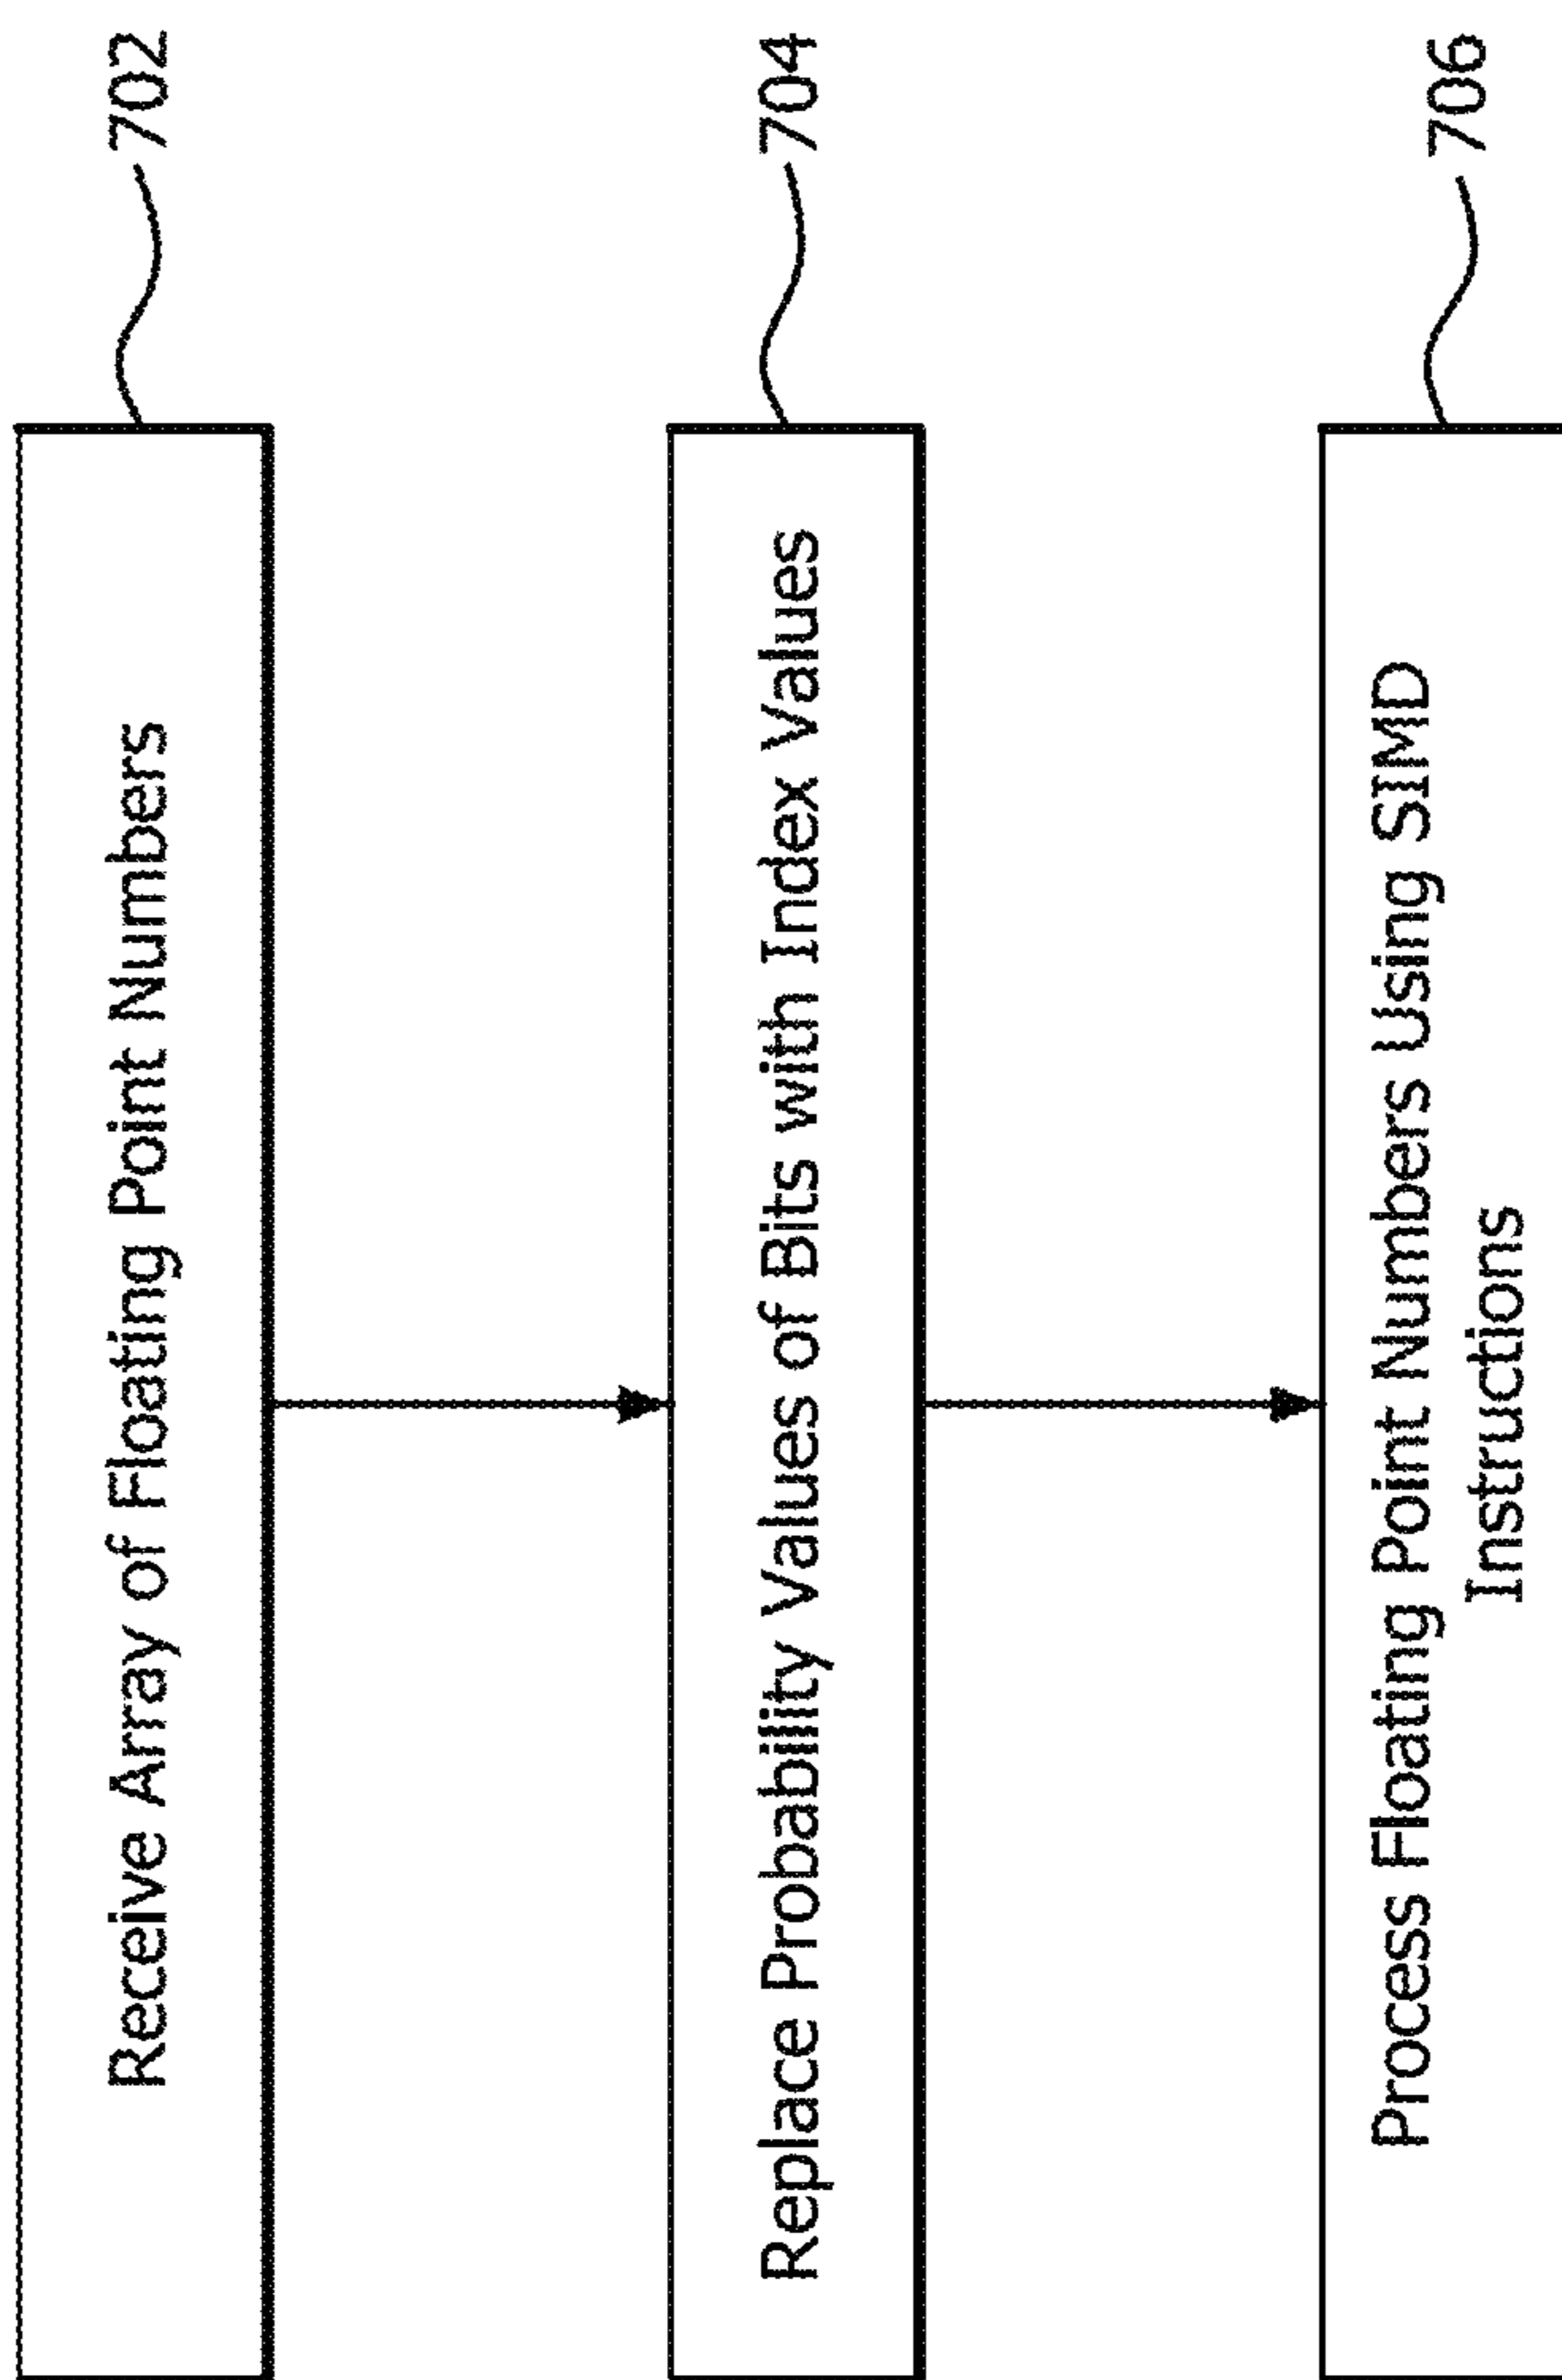 Receive Array of Floating Point Numbers
702
Replace Probability Values of Bits with Index Values
704
Process Floating Point Numbers Using SIMD
Instructions
706